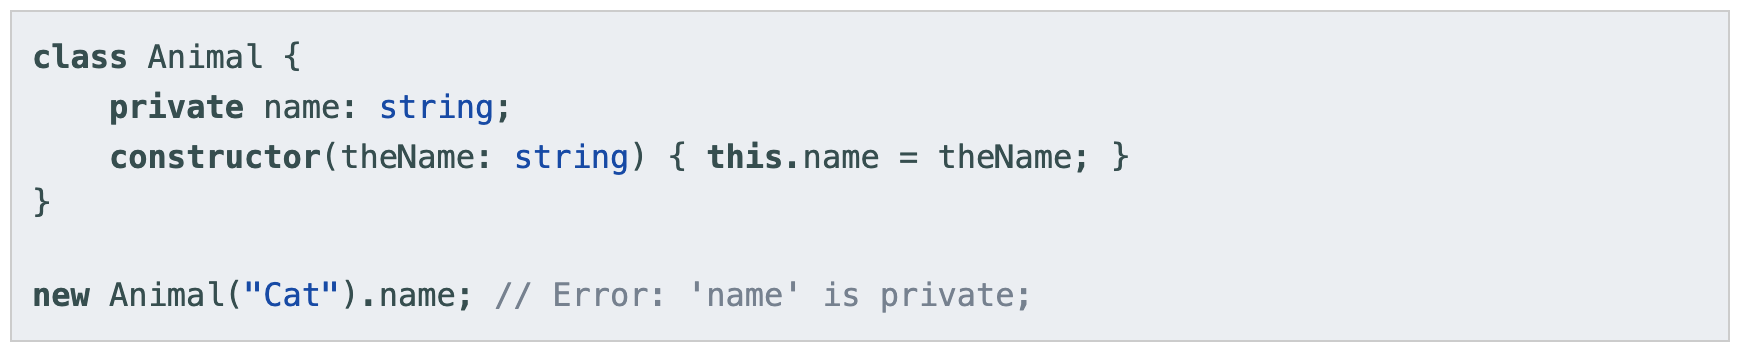 class Animal {
    private name: string;
    constructor(theName: string) { this.name = theName; }
}

new Animal("Cat").name; // Error: 'name' is private;